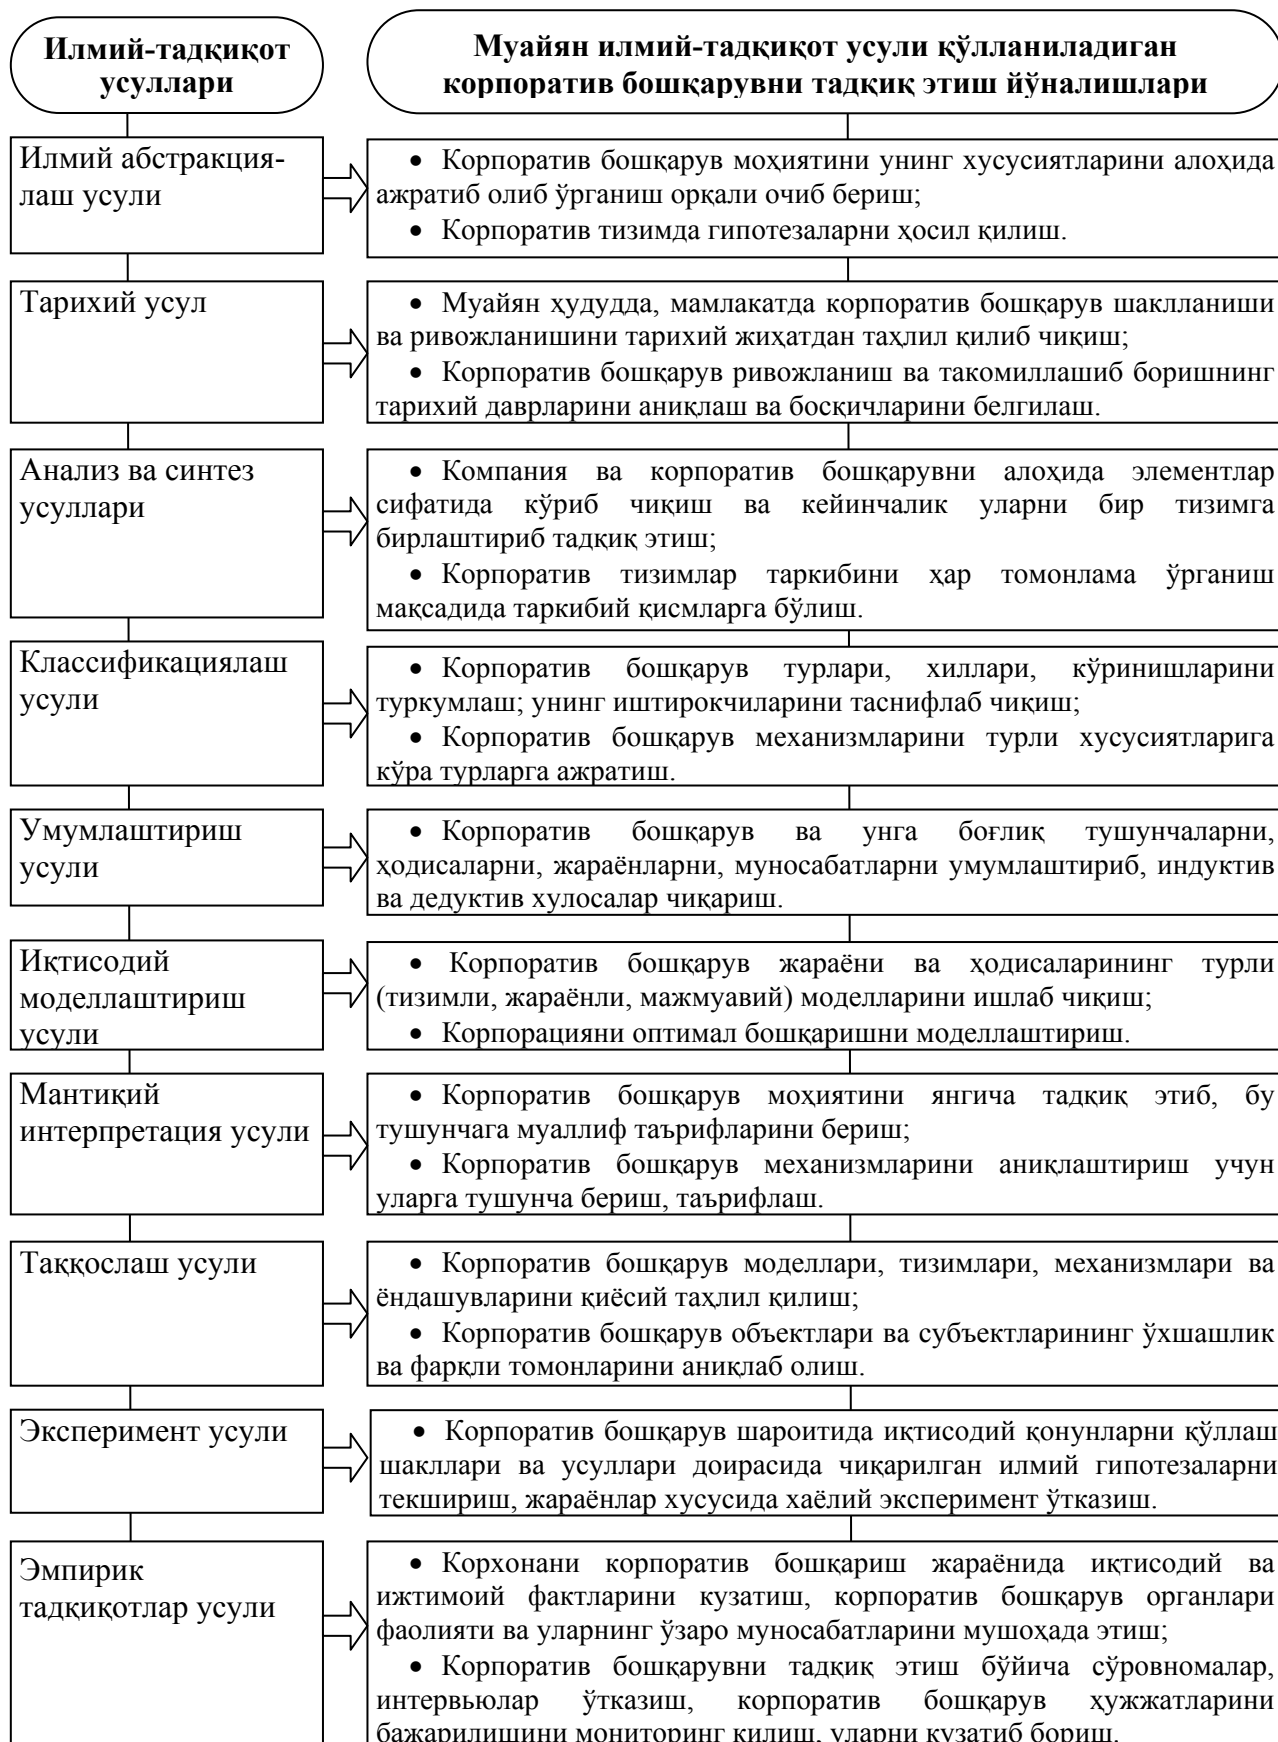 Илмий-тадқиқот
усуллари
Муайян илмий-тадқиқот усули қўлланиладиган
корпоратив бошқарувни тадқиқ этиш йўналишлари
Илмий абстракция-
лаш усули
• Корпоратив бошқарув моҳиятини унинг хусусиятларини алоҳида
ажратиб олиб ўрганиш орқали очиб бериш;
• Корпоратив тизимда гипотезаларни ҳосил қилиш.
Тарихий усул
• Муайян ҳудудда, мамлакатда корпоратив бошқарув шаклланиши
ва ривожланишини тарихий жиҳатдан таҳлил қилиб чиқиш;
• Корпоратив бошқарув ривожланиш ва такомиллашиб боришнинг
тарихий даврларини аниқлаш ва босқичларини белгилаш.
Анализ ва синтез
усуллари
• Компания ва корпоратив бошқарувни алоҳида элементлар
сифатида кўриб чиқиш ва кейинчалик уларни бир тизимга
бирлаштириб тадқиқ этиш;
• Корпоратив тизимлар таркибини ҳар томонлама ўрганиш
мақсадида таркибий қисмларга бўлиш.
Классификациялаш
усули
• Корпоратив бошқарув турлари, хиллари, кўринишларини
туркумлаш; унинг иштирокчиларини таснифлаб чиқиш;
• Корпоратив бошқарув механизмларини турли хусусиятларига
кўра турларга ажратиш.
Умумлаштириш
усули
• Корпоратив бошқарув ва унга боғлиқ тушунчаларни,
ҳодисаларни, жараёнларни, муносабатларни умумлаштириб, индуктив
ва дедуктив хулосалар чиқариш.
Иқтисодий
моделлаштириш
усули
• Корпоратив бошқарув жараёни ва ҳодисаларининг турли
(тизимли, жараёнли, мажмуавий) моделларини ишлаб чиқиш;
• Корпорацияни оптимал бошқаришни моделлаштириш.
Мантиқий
интерпретация усули
• Корпоратив бошқарув моҳиятини янгича тадқиқ этиб, бу
тушунчага муаллиф таърифларини бериш;
• Корпоратив бошқарув механизмларини аниқлаштириш учун
уларга тушунча бериш, таърифлаш.
Таққослаш усули
• Корпоратив бошқарув моделлари, тизимлари, механизмлари ва
ёндашувларини қиёсий таҳлил қилиш;
• Корпоратив бошқарув объектлари ва субъектларининг ўхшашлик
ва фарқли томонларини аниқлаб олиш.
Эксперимент усули
• Корпоратив бошқарув шароитида иқтисодий қонунларни қўллаш
шакллари ва усуллари доирасида чиқарилган илмий гипотезаларни
текшириш, жараёнлар хусусида хаёлий эксперимент ўтказиш.
Эмпирик
тадқиқотлар усули
• Корхонани корпоратив бошқариш жараёнида иқтисодий ва
ижтимоий фактларини кузатиш, корпоратив бошқарув органлари
фаолияти ва уларнинг ўзаро муносабатларини мушоҳада этиш;
• Корпоратив бошқарувни тадқиқ этиш бўйича сўровномалар,
интервьюлар ўтказиш, корпоратив бошқарув ҳужжатларини
бажарилишини мониторинг қилиш, уларни кузатиб бориш.